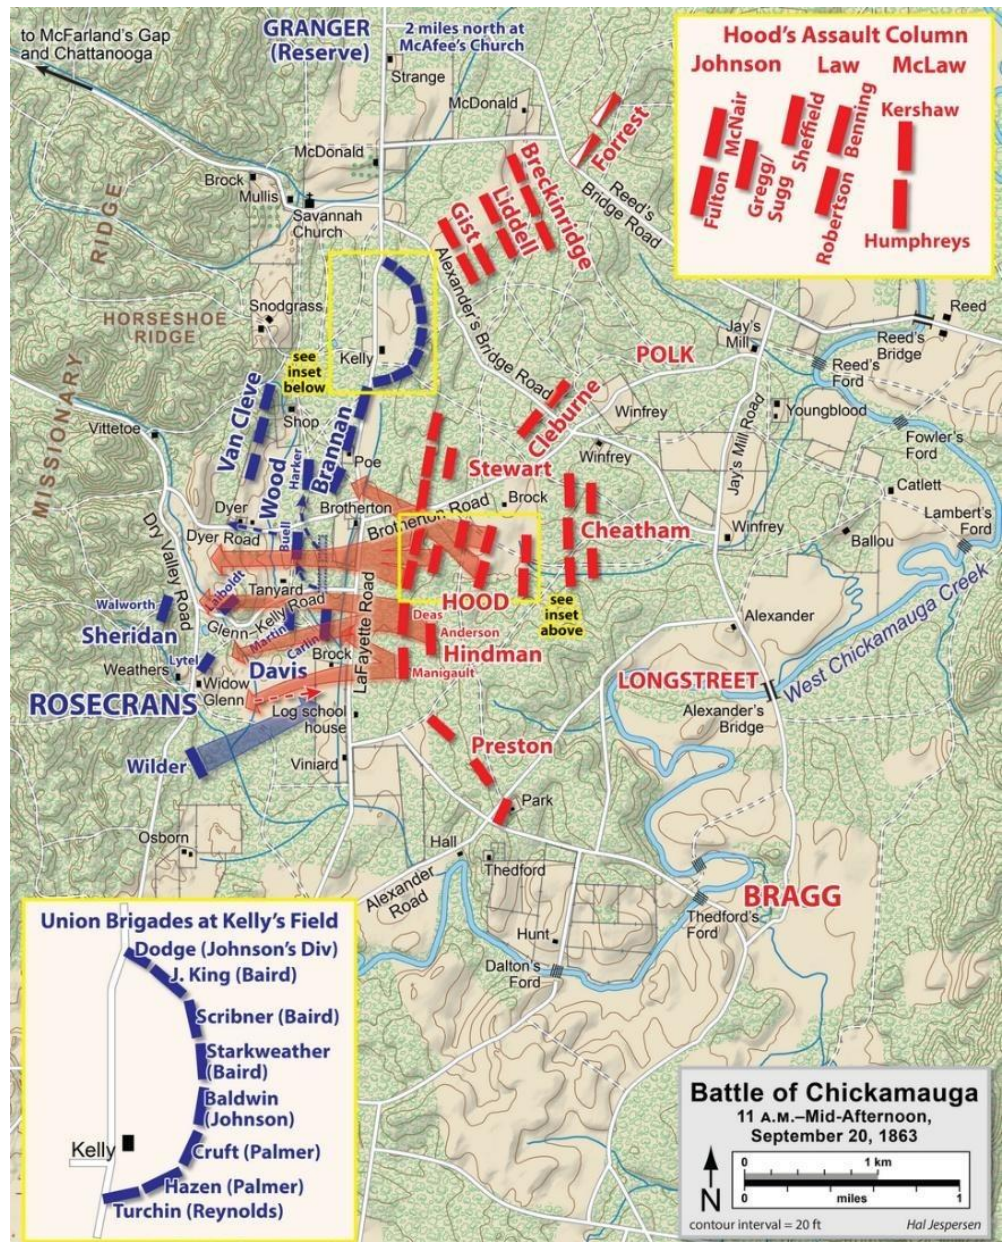 to McFarland's Gap
and Chattanooga
GRANGER
(Reserve)
2 miles north at
McAfee's Church
Strange
McDonald
McDonald
Brock
Mullis
Savannah
Church
RIDGE
Snodgrass
HORSESHOE
RIDGE
MISSIONARY
Kelly
see
inset
below
Forrest
Breckinridge
Liddell
Gist
Reed's
Bridge Road
Alexander's Bridge Road
Hood's Assault Column
Johnson
Law
McLaw
McNair
Fulton
Gregg/
Sugg
Sheffield
Benning
Robertson
Kershaw
Humphreys
Reed
Reed's
Bridge
Jay's
Mill
Reed's
Ford
POLK
Cleburne
Winfrey
Youngblood
Fowler's
Ford
Winfrey
Jay's Mill Road
Catlett
Lambert's
Ford
Winfrey
Ballou
Van Cleve
Shop
Brannan
Vittetoe
Poe
Harker
Wood
Stewart
Brock
Brotherton
Brotherton Road
Cheatham
Dyer
Dyer Road
Buell
Dry Valley Road
Tanyard
Laiboldt
Walworth
Glenn–Kelly Road
Sheridan
Martin
Carlin
LaFayette Road
HOOD
see
inset
above
Deas
Anderson
Hindman
Manigault
Alexander
West Chickamauga Creek
Weathers
Lytel
Davis
Brock
Widow
Glenn
ROSECRANS
Log school
house
LONGSTREET
Alexander's
Bridge
Wilder
Viniard
Preston
Park
Osborn
Hall
Thedford
Alexander
Road
BRAGG
Thedford's
Ford
Hunt
Dalton's
Ford
Union Brigades at Kelly's Field
Dodge (Johnson's Div)
J. King (Baird)
Scribner (Baird)
Starkweather
(Baird)
Baldwin
(Johnson)
Cruft (Palmer)
Kelly
Hazen (Palmer)
Turchin (Reynolds)
Battle of Chickamauga
11 A.M.–Mid-Afternoon,
September 20, 1863
N
0 1 km
0 miles 1
contour interval = 20 ft
Hal Jespersen